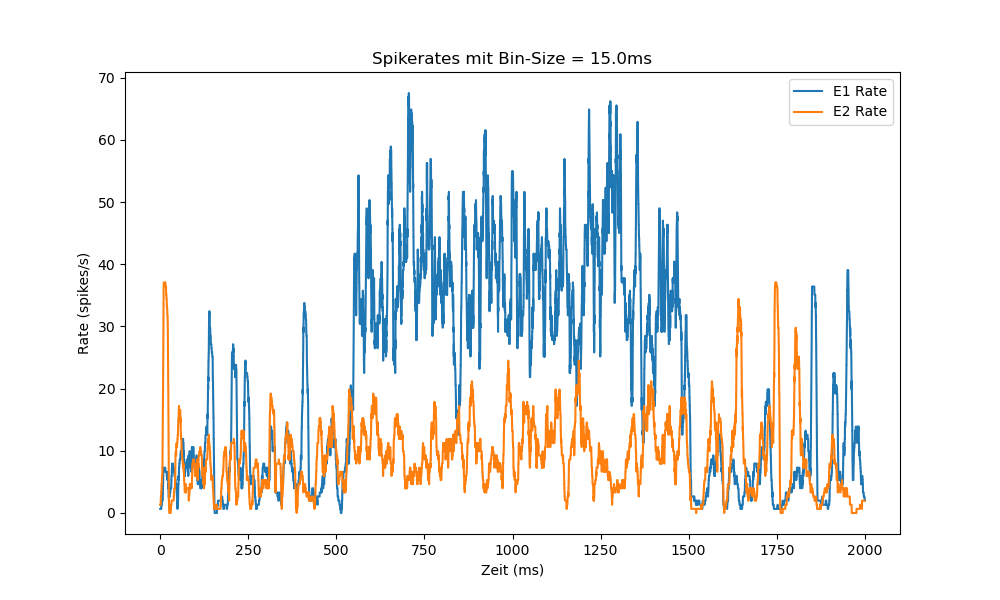 Spikerates mit Bin-Size = 15.0ms
E1 Rate
E2 Rate
Rate (spikes/s)
70
60
50
40
30
20
10
0
0 250 500 750 1000 1250 1500 1750 2000
Zeit (ms)